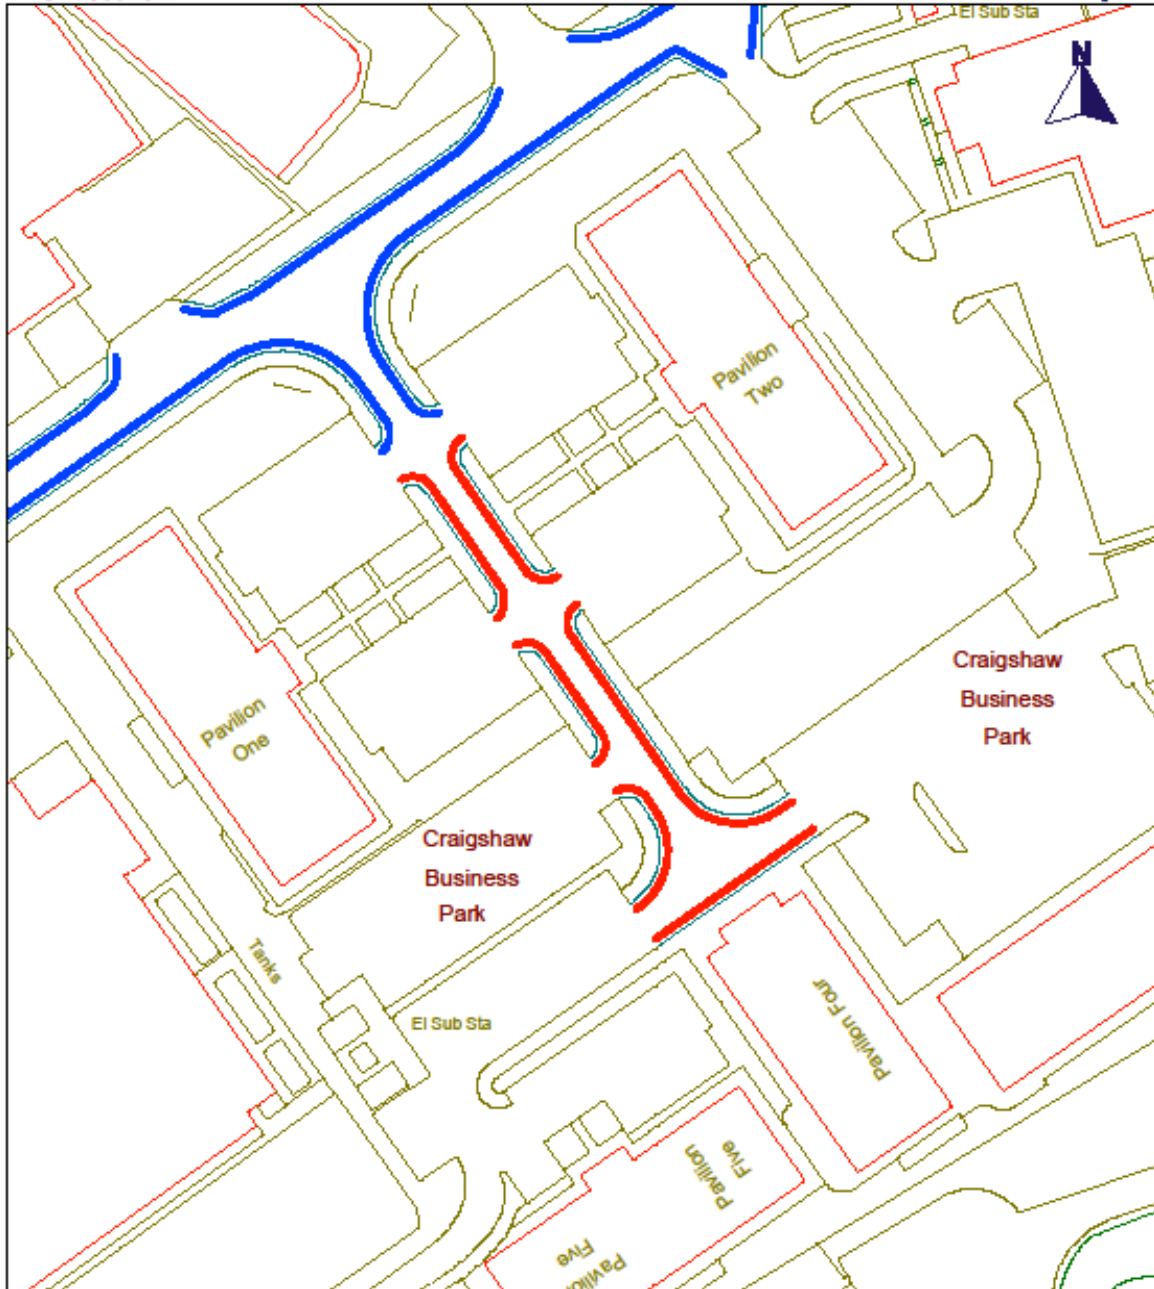 El Sub Sta
N
Pavilion
Two
Craigshaw
Business
Park
Pavilion
One
Craigshaw
Business
Park
Tanks
El Sub Sta
Pavilion Four
Pavilion
Five
Five